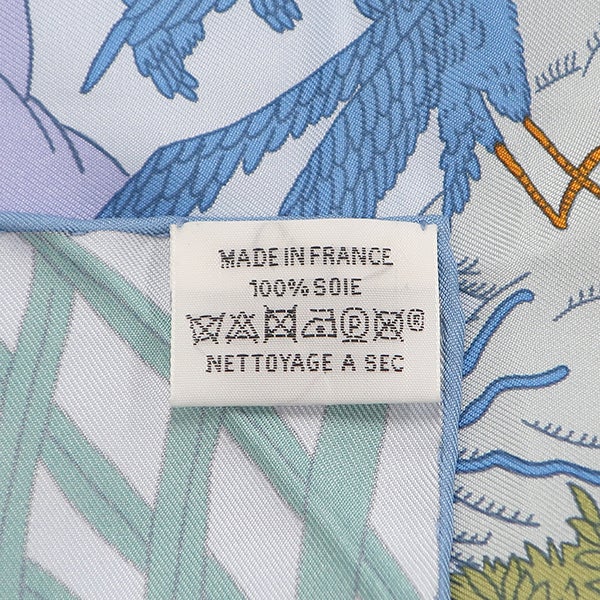 MADE IN FRANCE
100% SOIE
P ®
NETTOYAGE A SEC